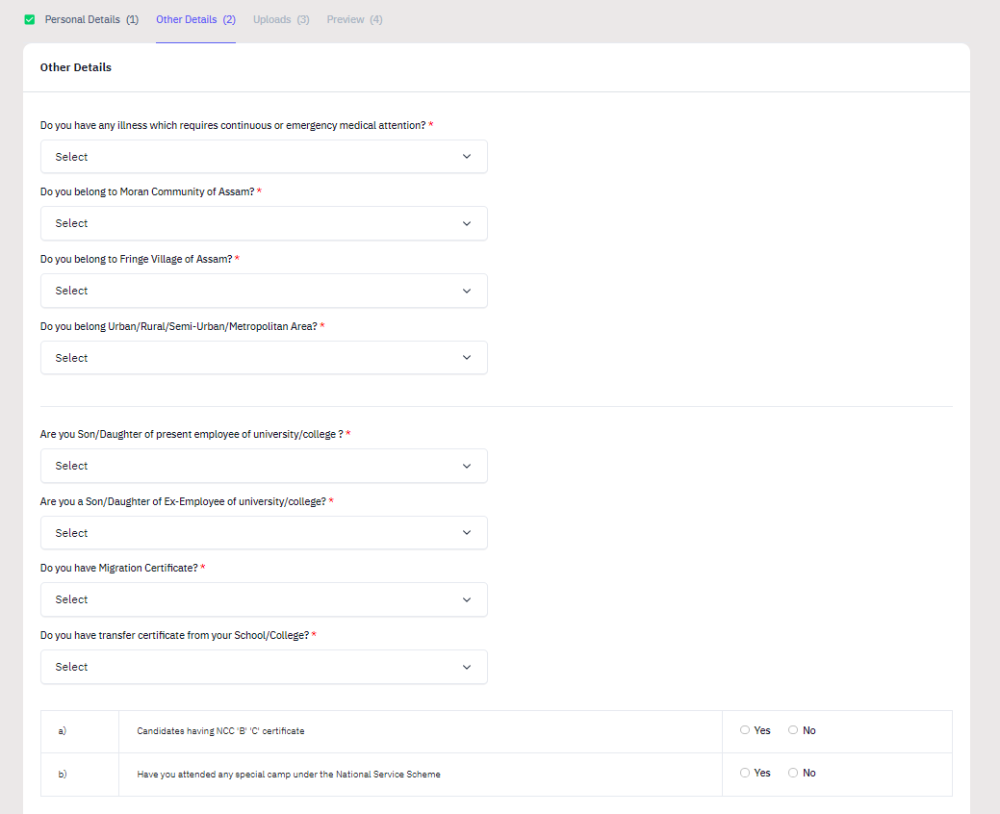 Personal Details (1) Other Details (2) Uploads (3) Preview (4)
Other Details
Do you have any illness which requires continuous or emergency medical attention? *
Select
Do you belong to Moran Community of Assam? *
Select
Do you belong to Fringe Village of Assam? *
Select
Do you belong Urban/Rural/Semi-Urban/Metropolitan Area? *
Select
Are you Son/Daughter of present employee of university/college ? *
Select
Are you a Son/Daughter of Ex-Employee of university/college? *
Select
Do you have Migration Certificate? *
Select
Do you have transfer certificate from your School/College? *
Select
a) Candidates having NCC 'B' 'C' certificate Yes No
b) Have you attended any special camp under the National Service Scheme Yes No